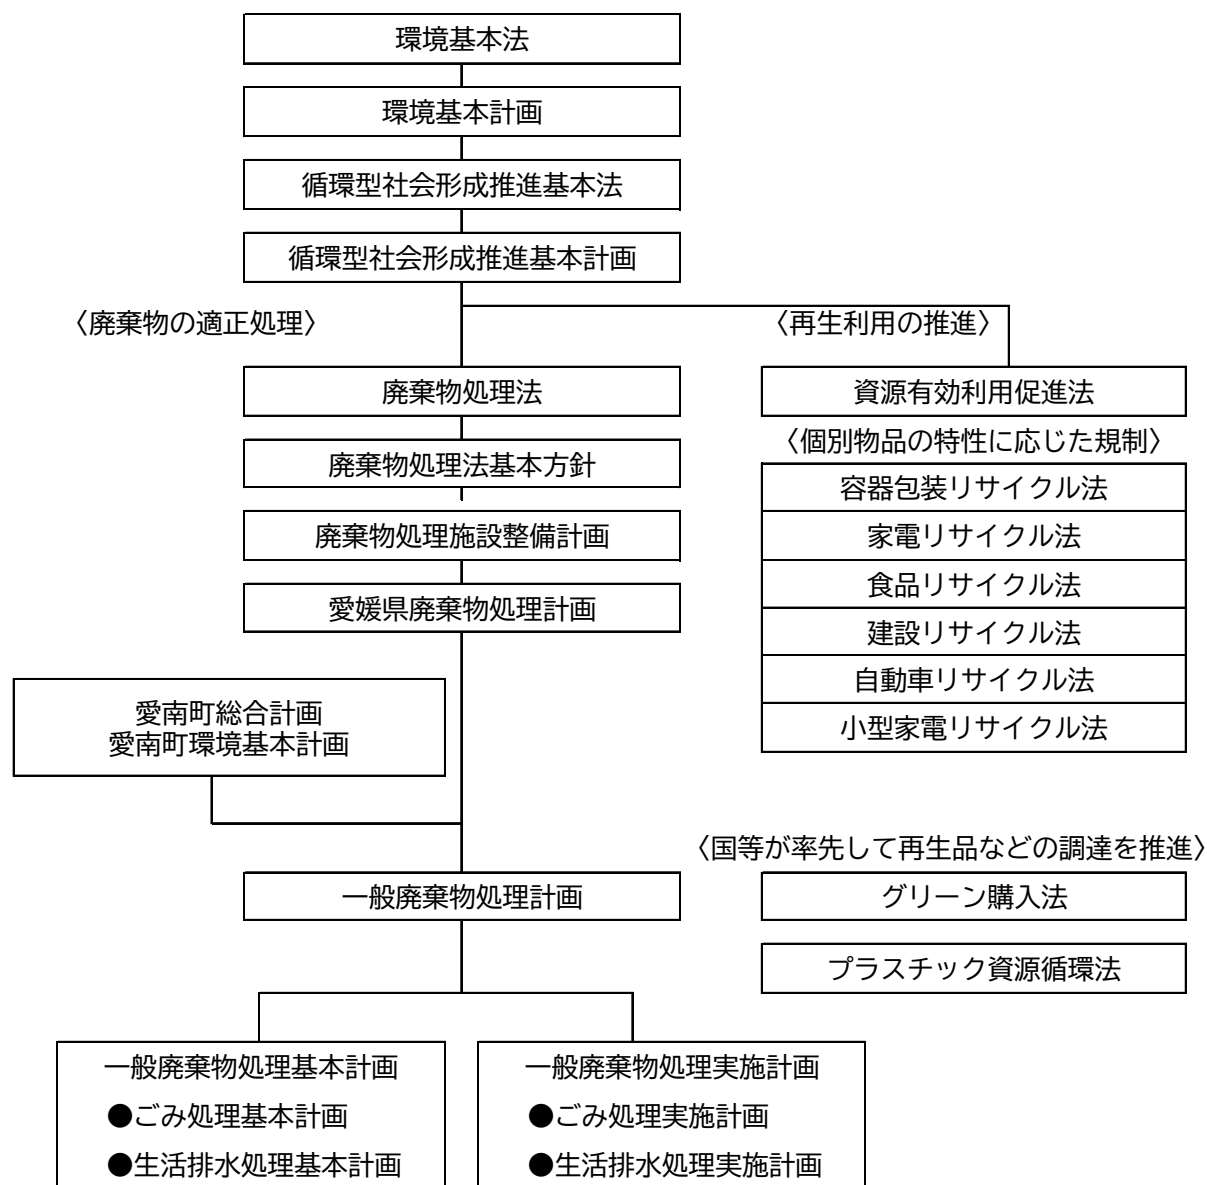 環境基本法
環境基本計画
循環型社会形成推進基本法
循環型社会形成推進基本計画
〈廃棄物の適正処理〉
〈再生利用の推進〉
廃棄物処理法
資源有効利用促進法
廃棄物処理法基本方針
〈個別物品の特性に応じた規制〉
容器包装リサイクル法
廃棄物処理施設整備計画
家電リサイクル法
食品リサイクル法
愛媛県廃棄物処理計画
建設リサイクル法
自動車リサイクル法
小型家電リサイクル法
愛南町総合計画
愛南町環境基本計画
〈国等が率先して再生品などの調達を推進〉
一般廃棄物処理計画
グリーン購入法
プラスチック資源循環法
一般廃棄物処理基本計画
●ごみ処理基本計画
●生活排水処理基本計画
一般廃棄物処理実施計画
●ごみ処理実施計画
●生活排水処理実施計画